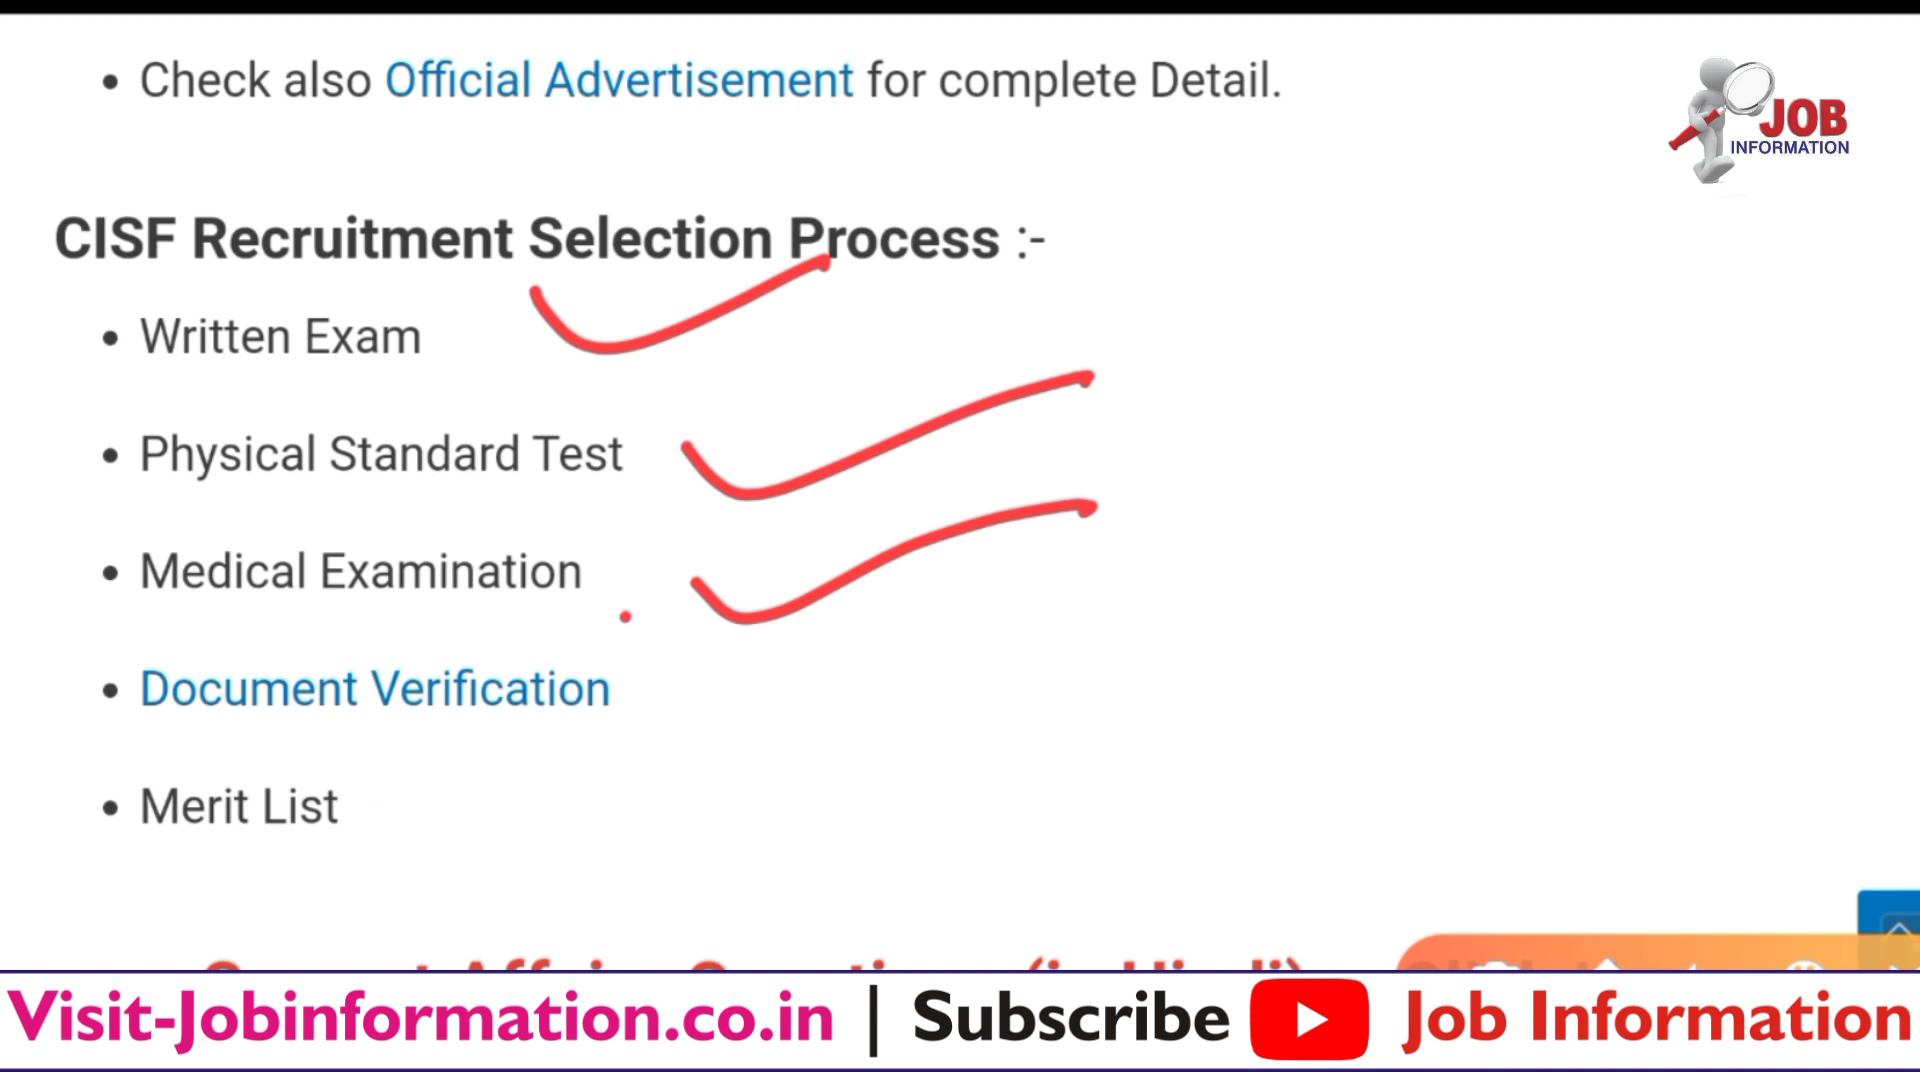 Check also Official Advertisement for complete Detail.
JOB
INFORMATION
CISF Recruitment Selection Process :-
Written Exam
Physical Standard Test
Medical Examination
Document Verification
Merit List
Visit-Jobinformation.co.in | Subscribe Job Information